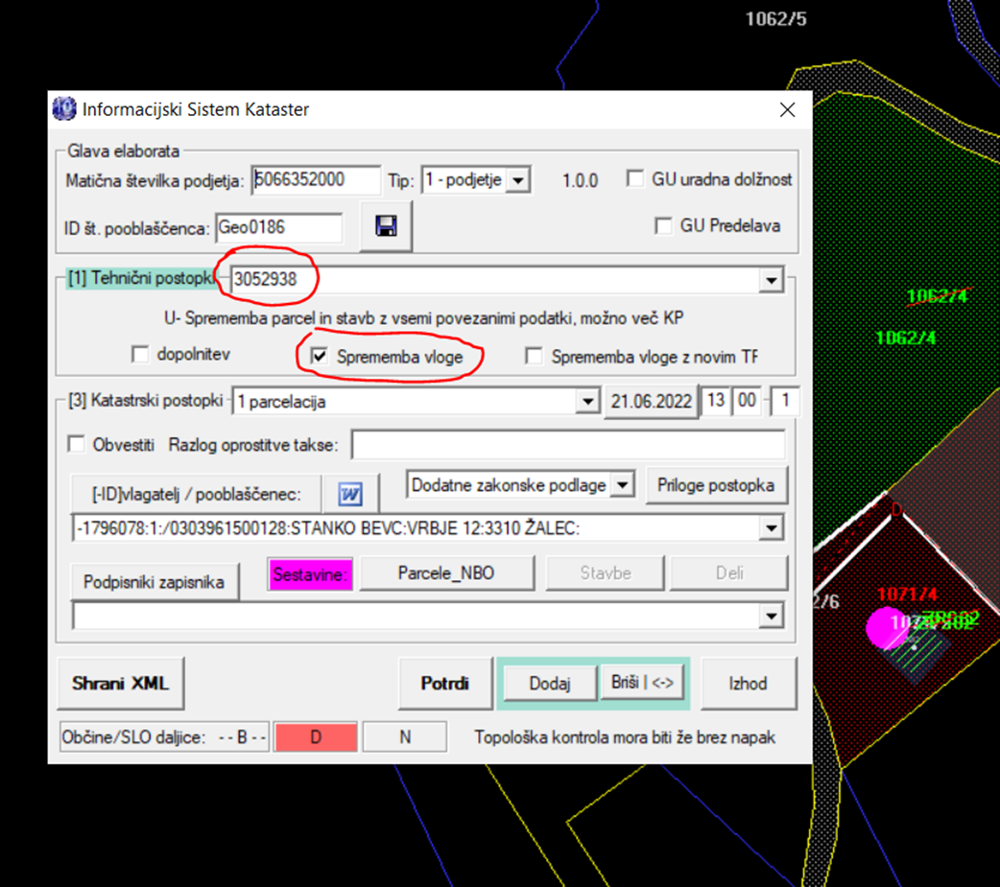 1062/5
Informacijski Sistem Kataster
Glava elaborata
Matična številka podjetja: 5066352000 Tip: 1 - podjetje 1.0.0 GU uradna dolžnost
ID št. pooblaščenca: Geo0186 GU Predelava
[1] Tehnični postopki 3052938
U- Sprememba parcel in stavb z vsemi povezanimi podatki, možno več KP
dopolnitev Sprememba vloge Sprememba vloge z novim TF
[3] Katastrski postopki 1 parcelacija 21.06.2022 13 00 - 1
Obvestiti Razlog oprostitve takse:
[-ID]vlagatelj / pooblaščenec: W Dodatne zakonske podlage Priloge postopka
-1796078:1:/0303961500128:STANKO BEVC:VRBJE 12:3310 ŽALEC:
Podpisniki zapisnika Sestavine: Parcele_NBO Stavbe Deli
Shrani XML Potrdi Dodaj Briši | <-> Izhod
Občine/SLO daljice: - - B - - D N Topološka kontrola mora biti že brez napak
1062/4
1062/4
D
2/6
1071/4